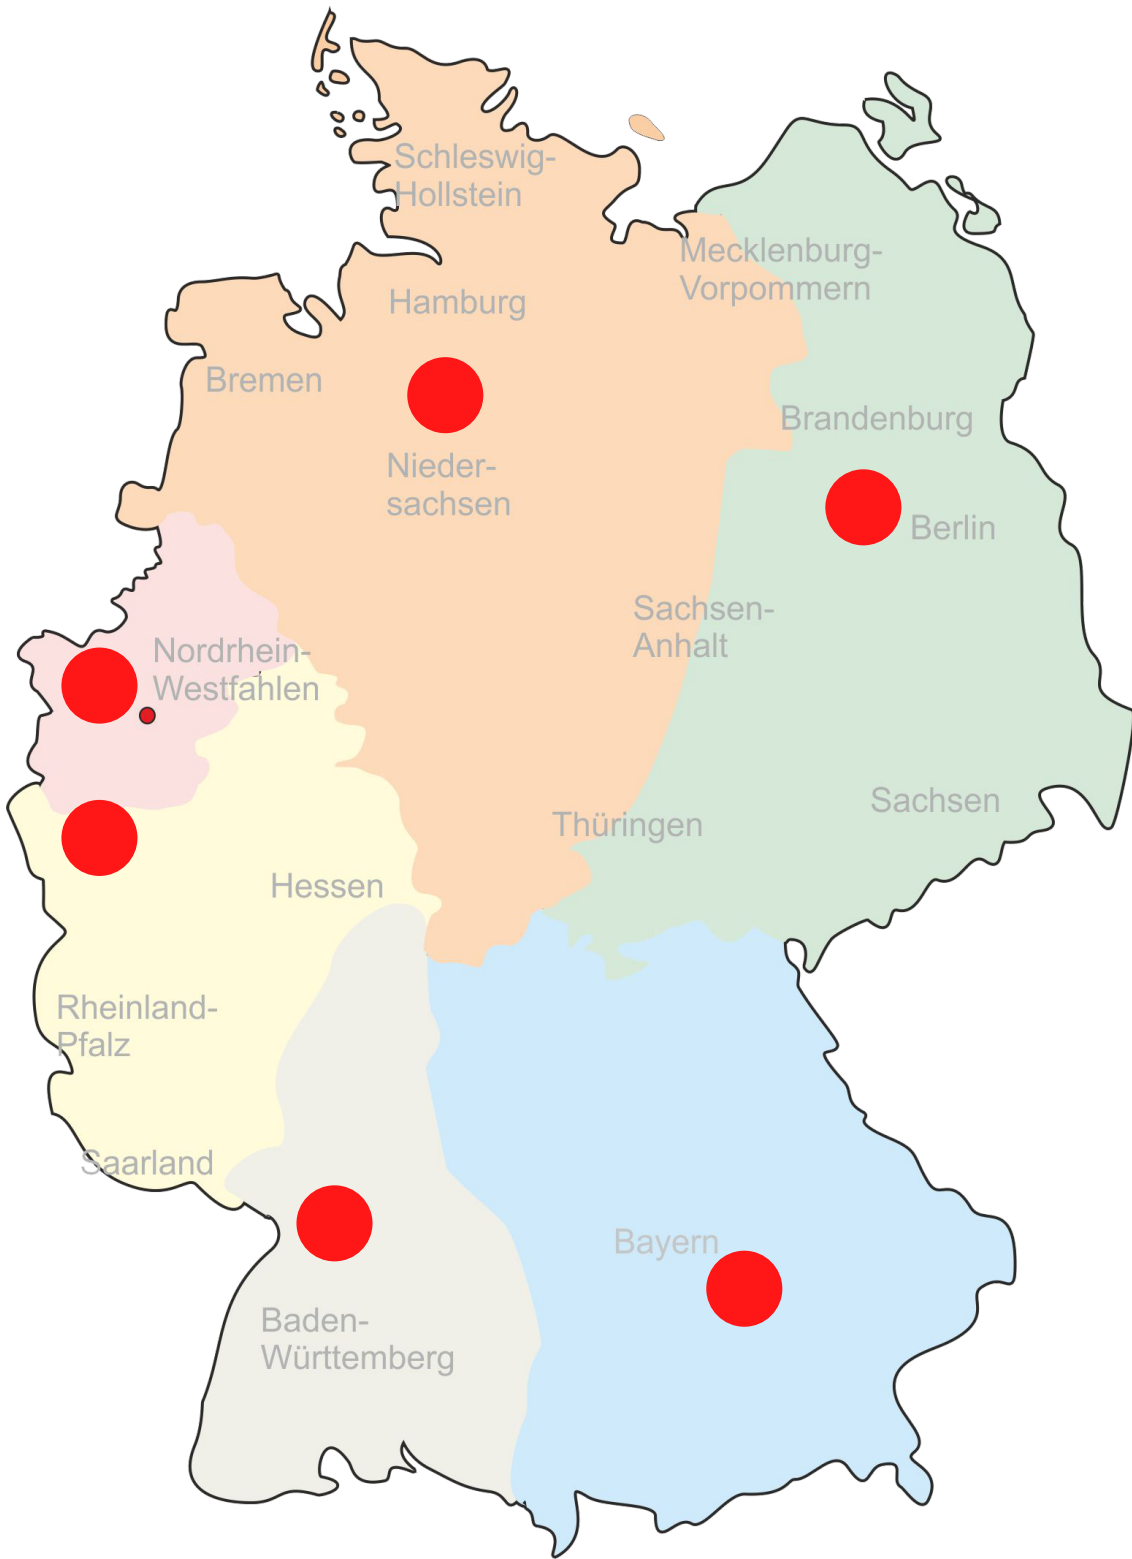 Schleswig-
Hollstein
Mecklenburg-
Vorpommern
Hamburg
Bremen
Brandenburg
Nieder-
sachsen
Berlin
Sachsen-
Anhalt
Nordrhein-
Westfahlen
Sachsen
Thüringen
Hessen
Rheinland-
Pfalz
Saarland
Bayern
Baden-
Württemberg